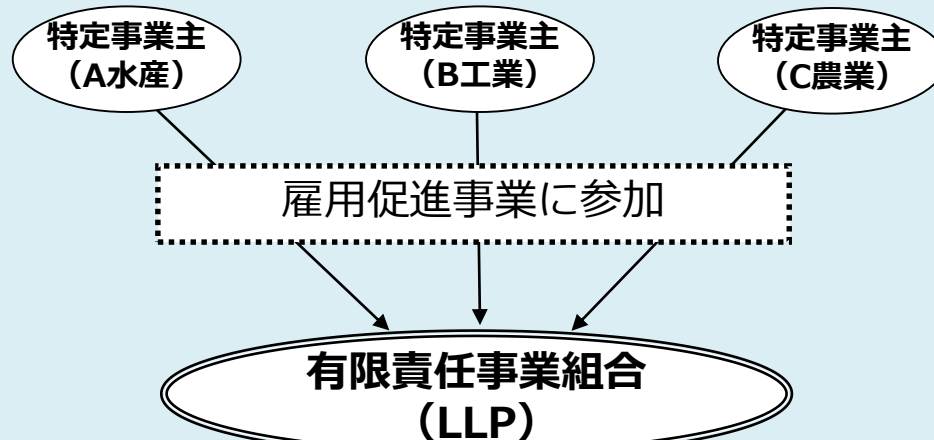 特定事業主
（A水産）
特定事業主
（B工業）
特定事業主
（C農業）
雇用促進事業に参加
有限責任事業組合
（LLP）